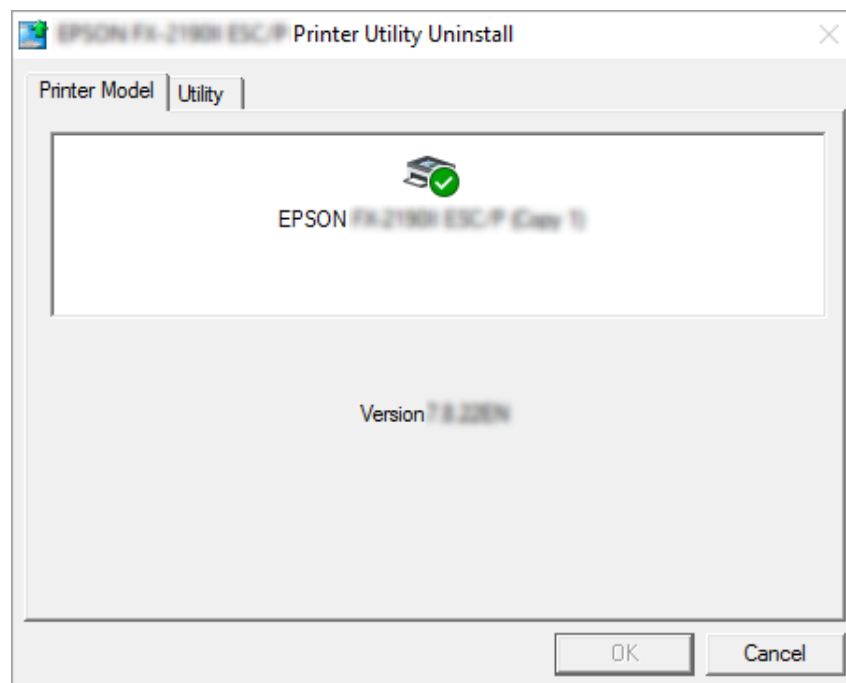 Printer Utility Uninstall
Printer Model
Utility
EPSON
Version
OK
Cancel